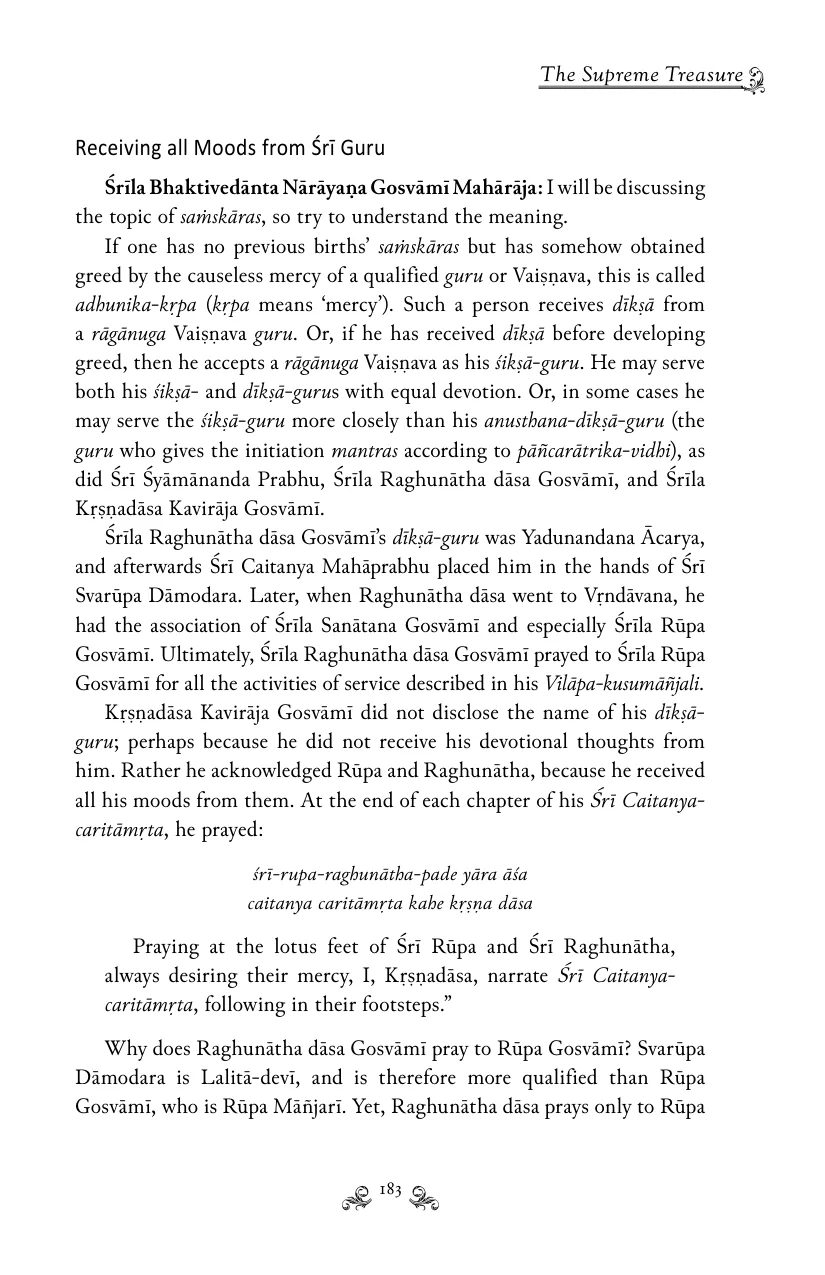 The Supreme Treasure
Receiving all Moods from Śrī Guru
Śrīla Bhaktivedānta Nārāyaṇa Gosvāmī Mahārāja: I will be discussing
the topic of saṁskāras, so try to understand the meaning.
If one has no previous births’ saṁskāras but has somehow obtained
greed by the causeless mercy of a qualified guru or Vaiṣṇava, this is called
adhunika-kṛpa (kṛpa means ‘mercy’). Such a person receives dīkṣā from
a rāgānuga Vaiṣṇava guru. Or, if he has received dīkṣā before developing
greed, then he accepts a rāgānuga Vaiṣṇava as his śikṣā-guru. He may serve
both his śikṣā- and dīkṣā-gurus with equal devotion. Or, in some cases he
may serve the śikṣā-guru more closely than his anusthana-dīkṣā-guru (the
guru who gives the initiation mantras according to pāñcarātrika-vidhi), as
did Śrī Śyāmānanda Prabhu, Śrīla Raghunātha dāsa Gosvāmī, and Śrīla
Kṛṣṇadāsa Kavirāja Gosvāmī.
Śrīla Raghunātha dāsa Gosvāmī’s dīkṣā-guru was Yadunandana Ācarya,
and afterwards Śrī Caitanya Mahāprabhu placed him in the hands of Śrī
Svarūpa Dāmodara. Later, when Raghunātha dāsa went to Vṛndāvana, he
had the association of Śrīla Sanātana Gosvāmī and especially Śrīla Rūpa
Gosvāmī. Ultimately, Śrīla Raghunātha dāsa Gosvāmī prayed to Śrīla Rūpa
Gosvāmī for all the activities of service described in his Vilāpa-kusumāñjali.
Kṛṣṇadāsa Kavirāja Gosvāmī did not disclose the name of his dīkṣā-
guru; perhaps because he did not receive his devotional thoughts from
him. Rather he acknowledged Rūpa and Raghunātha, because he received
all his moods from them. At the end of each chapter of his Śrī Caitanya-
caritāmṛta, he prayed:
śrī-rupa-raghunātha-pade yāra āśa
caitanya caritāmṛta kahe kṛṣṇa dāsa
Praying at the lotus feet of Śrī Rūpa and Śrī Raghunātha,
always desiring their mercy, I, Kṛṣṇadāsa, narrate Śrī Caitanya-
caritāmṛta, following in their footsteps.”
Why does Raghunātha dāsa Gosvāmī pray to Rūpa Gosvāmī? Svarūpa
Dāmodara is Lalitā-devī, and is therefore more qualified than Rūpa
Gosvāmī, who is Rūpa Māñjarī. Yet, Raghunātha dāsa prays only to Rūpa
183